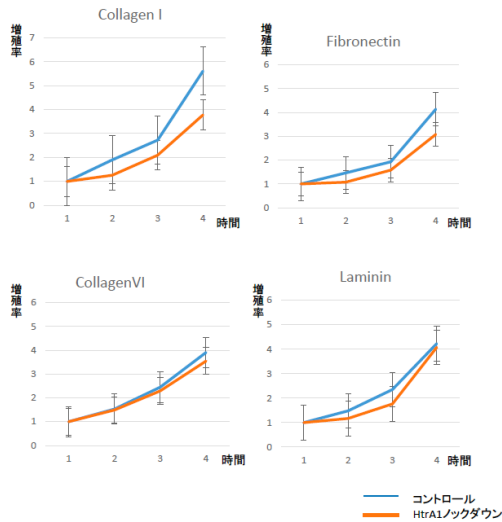 Collagen I
増殖率
7
6
5
4
3
2
1
0
1 2 3 4 時間
Fibronectin
増殖率
6
5
4
3
2
1
0
1 2 3 4 時間
CollagenVI
増殖率
6
5
4
3
2
1
0
1 2 3 4 時間
Laminin
増殖率
6
5
4
3
2
1
0
1 2 3 4 時間
コントロール
HtrA1ノックダウン